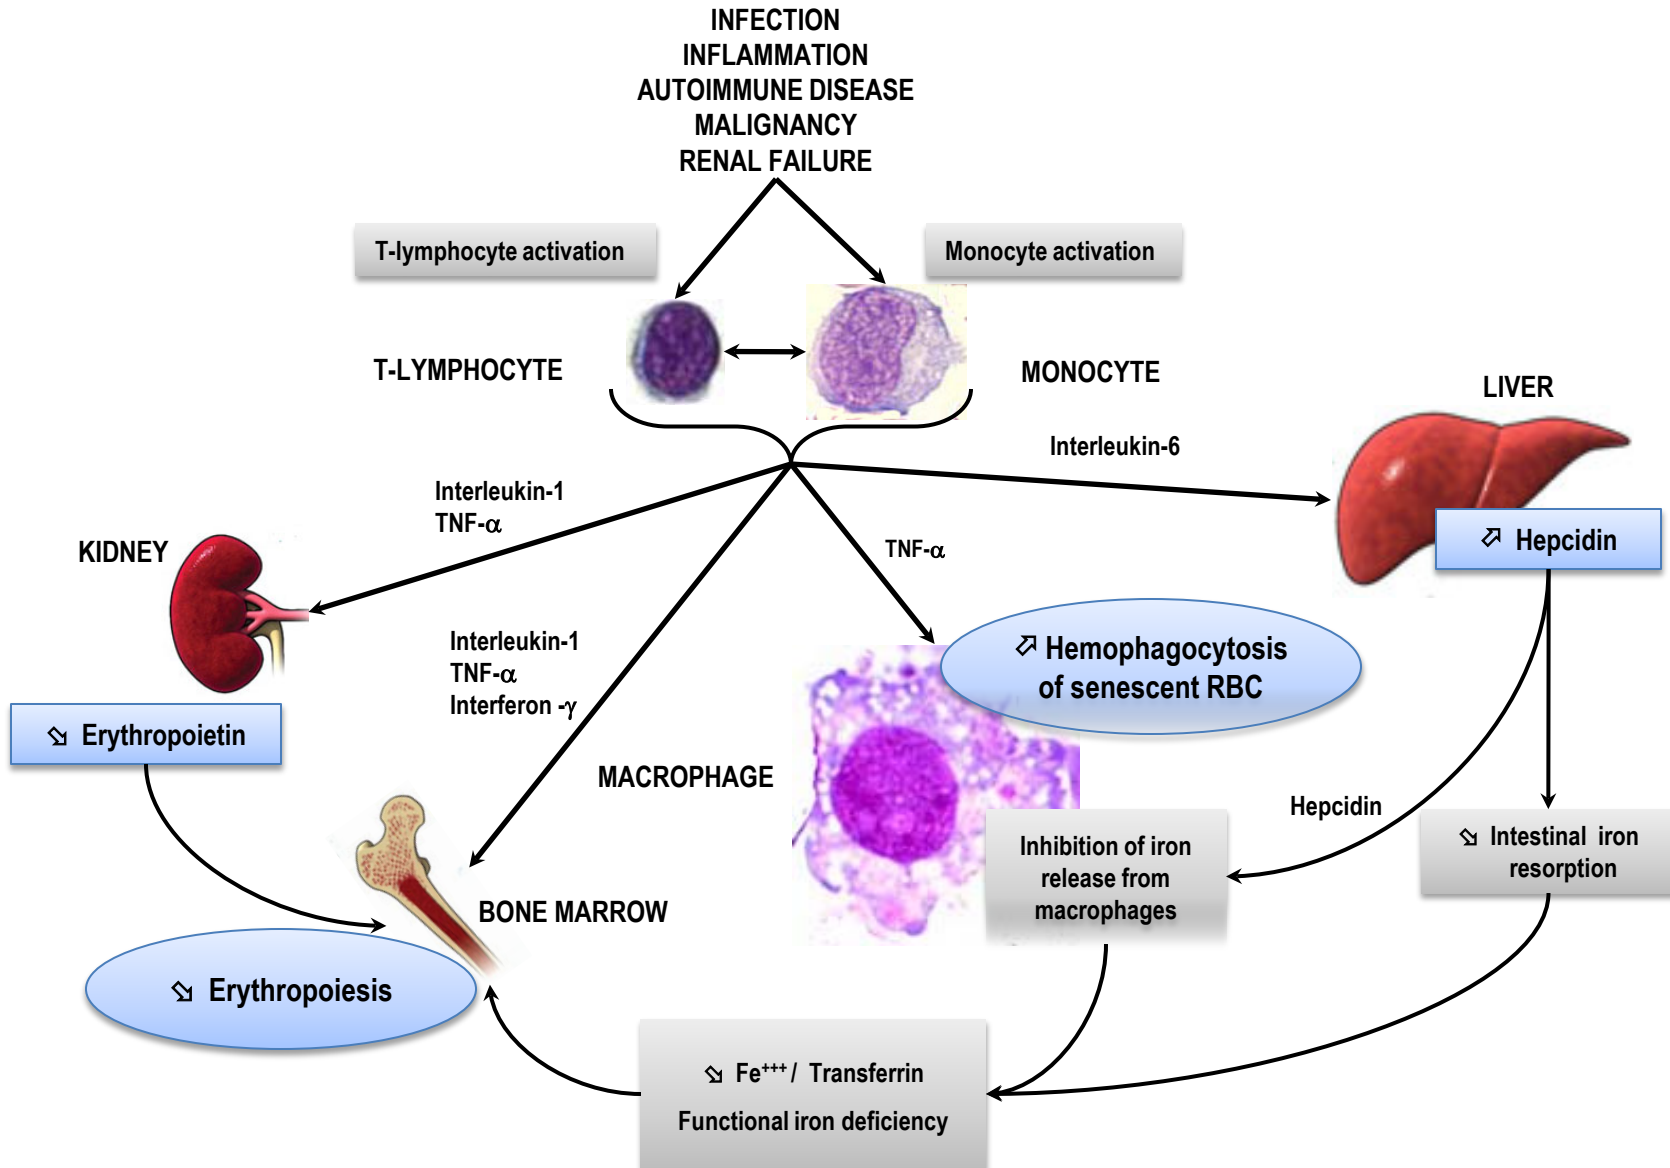 INFECTION
INFLAMMATION
AUTOIMMUNE DISEASE
MALIGNANCY
RENAL FAILURE
T-lymphocyte activation
Monocyte activation
T-LYMPHOCYTE
MONOCYTE
LIVER
Interleukin-6
Interleukin-1
TNF-α
KIDNEY
⬂ Erythropoietin
TNF-α
⬀ Hepcidin
Interleukin-1
TNF-α
Interferon -γ
⬀ Hemophagocytosis
of senescent RBC
MACROPHAGE
Hepcidin
Inhibition of iron
release from
macrophages
⬂ Intestinal iron
resorption
BONE MARROW
⬂ Erythropoiesis
⬂ Fe⁺⁺⁺ / Transferrin
Functional iron deficiency